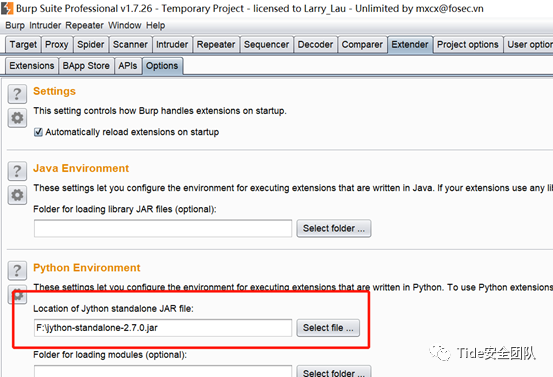 Burp Suite Professional v1.7.26 - Temporary Project - licensed to Larry_Lau - Unlimited by mxcx@fosec.vn
Burp Intruder Repeater Window Help
Target Proxy Spider Scanner Intruder Repeater Sequencer Decoder Comparer Extender Project options User option
Extensions BApp Store APIs Options
? Settings
This setting controls how Burp handles extensions on startup.
Automatically reload extensions on startup
? Java Environment
These settings let you configure the environment for executing extensions that are written in Java. If your extensions use any lib
Folder for loading library JAR files (optional):
Select folder ...
? Python Environment
These settings let you configure the environment for executing extensions that are written in Python. To use Python extensions
Location of Jython standalone JAR file:
F:\jython-standalone-2.7.0.jar Select file ...
Folder for loading modules (optional):
Select folder ...
Tide安全团队